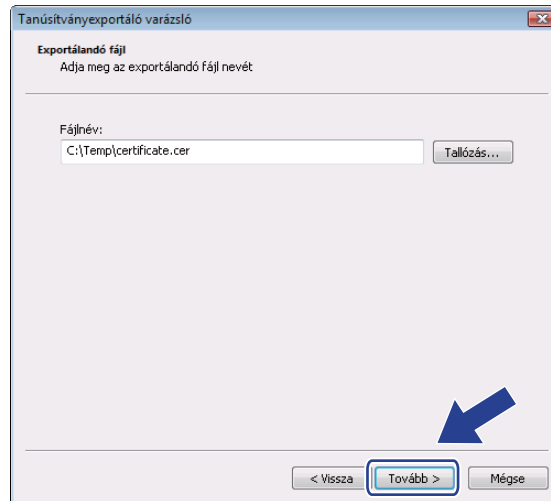 Tanúsítványexportáló varázsló
Exportálandó fájl
Adja meg az exportálandó fájl nevét
Fájlnév:
C:\Temp\certificate.cer
Tallózás...
< Vissza
Tovább >
Mégse